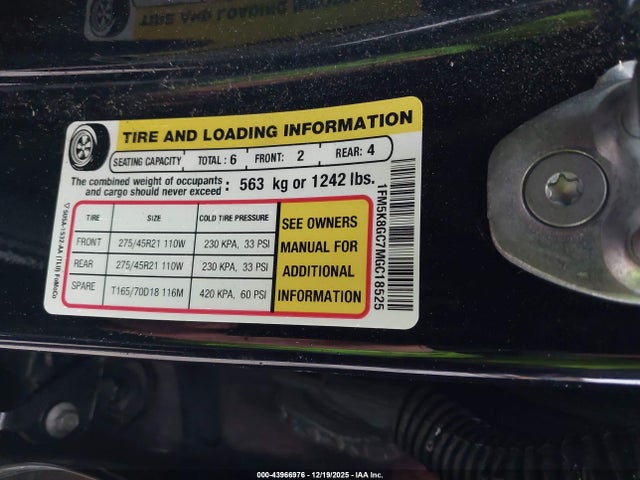 TIRE AND LOADING INFORMATION
SEATING CAPACITY TOTAL : 6 FRONT: 2 REAR: 4
The combined weight of occupants and cargo should never exceed : 563 kg or 1242 lbs.
TIRE SIZE COLD TIRE PRESSURE
FRONT 275/45R21 110W 230 KPA, 33 PSI
REAR 275/45R21 110W 230 KPA, 33 PSI
SPARE T165/70D18 116M 420 KPA, 60 PSI
SEE OWNERS
MANUAL FOR
ADDITIONAL
INFORMATION
1FM5K8GC7MGC18525
000-43966976 - 12/19/2025 - IAA Inc.